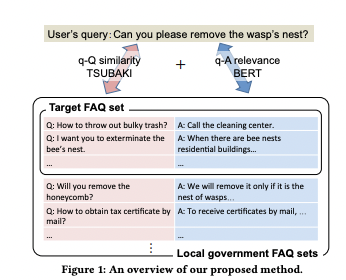 User's query: Can you please remove the wasp's nest?
q-Q similarity
TSUBAKI
+
q-A relevance
BERT
Target FAQ set
Q: How to throw out bulky trash?
A: Call the cleaning center.
Q: I want to exterminate the
bee's nest.
A: When there are bee nests
residential buildings...
...
...
Q: Will you remove the
honeycomb?
A: We will remove it only if it is the
nest of wasps...
Q: How to obtain tax certificate by
mail?
A: To receive certificates by mail, ...
...
...
Local government FAQ sets
Figure 1: An overview of our proposed method.